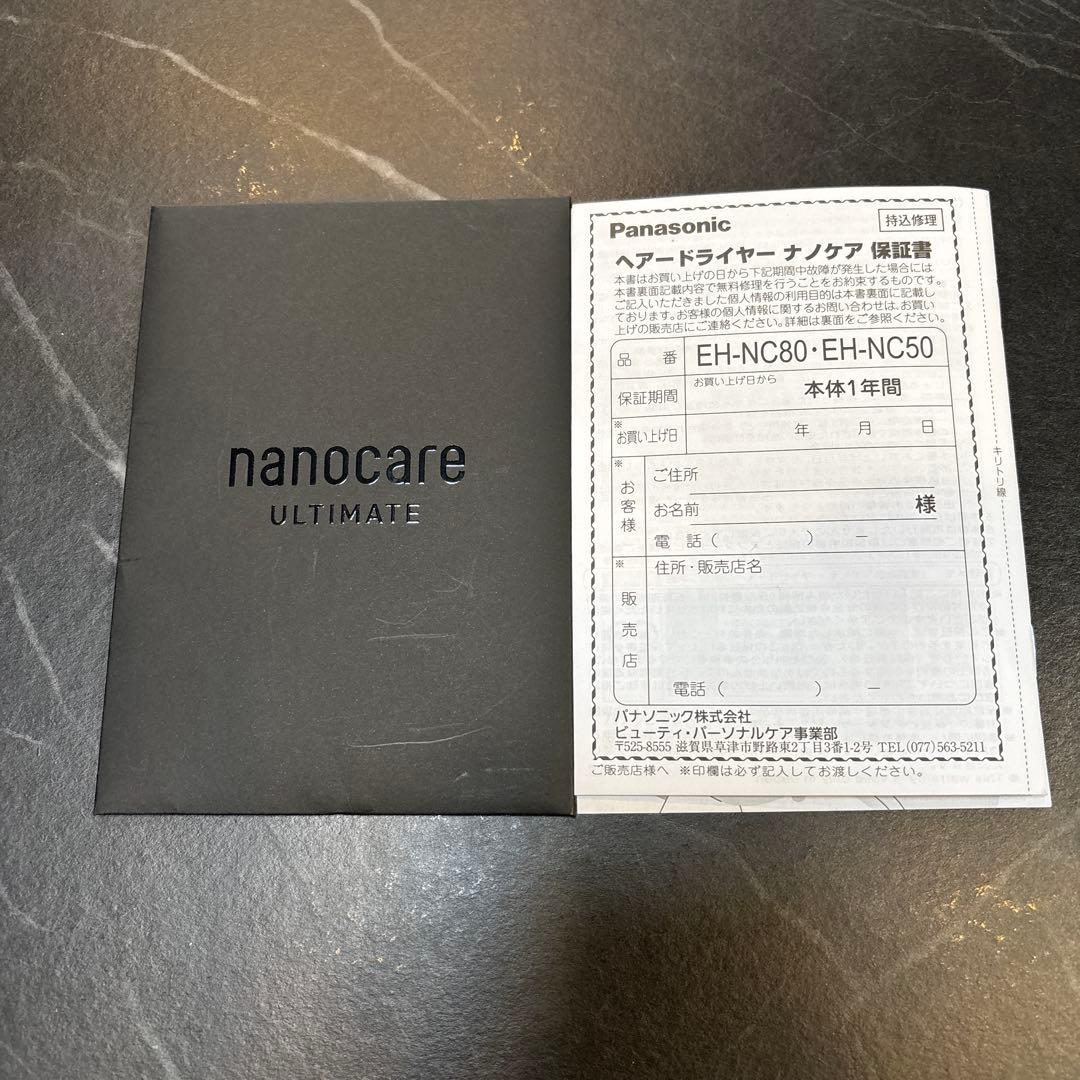 nanocare
ULTIMATE
Panasonic
持込修理
ヘアードライヤー ナノケア 保証書
本書はお買い上げの日から下記期間中故障が発生した場合には
本書裏面記載内容で無料修理を行うことをお約束するものです。
ご記入いただきました個人情報の利用目的は本書裏面に記載し
ております。お客様の個人情報に関するお問い合わせは、お買い
上げの販売店にご連絡ください。詳細は裏面をご参照ください。
品 番 EH-NC80・EH-NC50
保証期間 お買い上げ日から 本体1年間
※お買い上げ日 年 月 日
※お客様
ご住所
お名前 様
電 話 ( ) ー
※販売店
住所・販売店名
電話 ( ) ー
パナソニック株式会社
ビューティ・パーソナルケア事業部
〒525-8555 滋賀県草津市野路東2丁目3番1-2号 TEL(077)563-5211
ご販売店様へ ※印欄は必ず記入してお渡しください。
キリトリ線